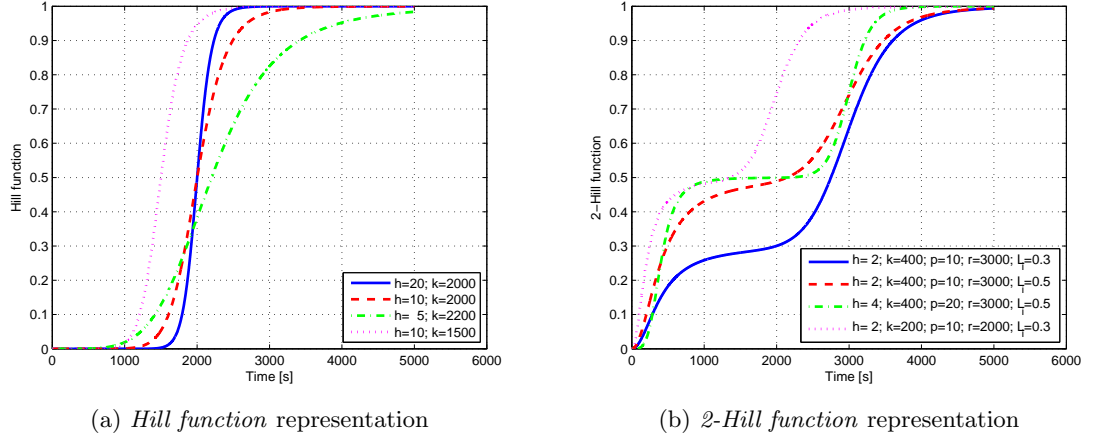 1
0.9
0.8
0.7
0.6
0.5
0.4
0.3
0.2
0.1
0
Hill function
0 1000 2000 3000 4000 5000 6000
Time [s]
h=20; k=2000
h=10; k=2000
h= 5; k=2200
h=10; k=1500
(a) Hill function representation
1
0.9
0.8
0.7
0.6
0.5
0.4
0.3
0.2
0.1
0
2−Hill function
0 1000 2000 3000 4000 5000 6000
Time [s]
h= 2; k=400; p=10; r=3000; L_i=0.3
h= 2; k=400; p=10; r=3000; L_i=0.5
h= 4; k=400; p=20; r=3000; L_i=0.5
h= 2; k=200; p=10; r=2000; L_i=0.3
(b) 2-Hill function representation